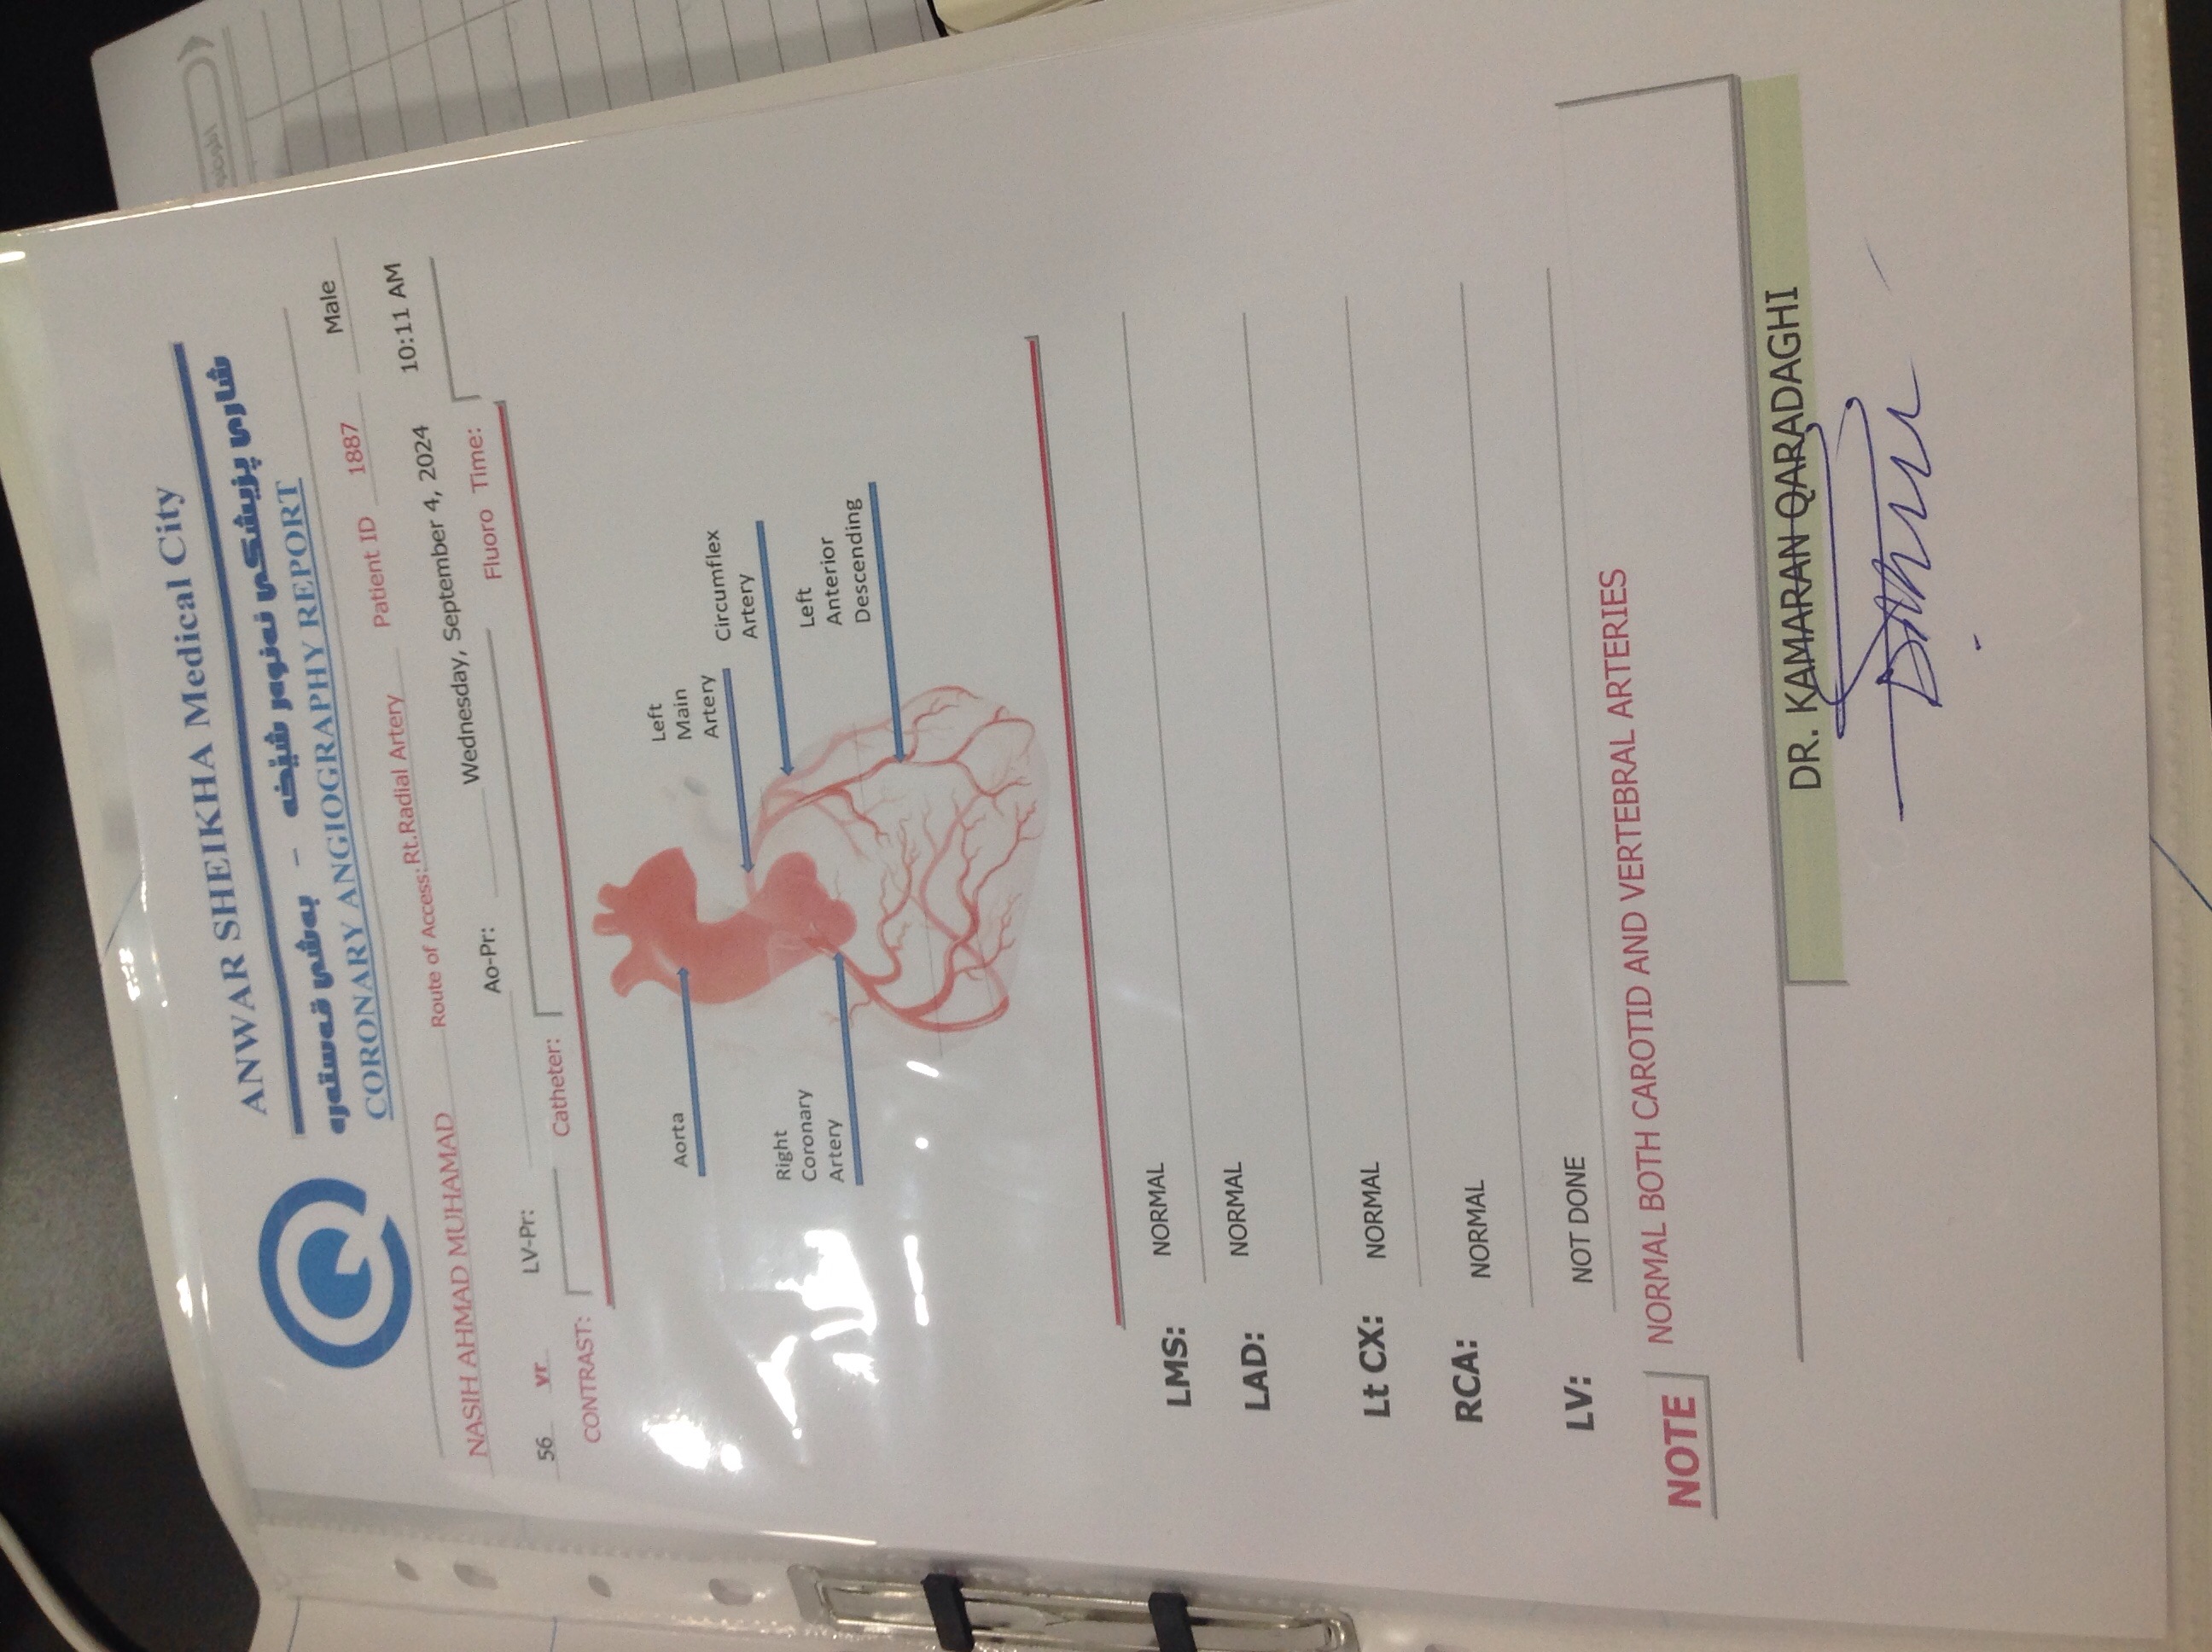 ANWAR SHEIKHA Medical City
شاری پزیشکی ئەنوەر شێخە - بەشی قەستەرە
CORONARY ANGIOGRAPHY REPORT
NASIH AHMAD MUHAMAD Route of Access: Rt.Radial Artery Patient ID 1887 Male
56 yr LV-Pr: Ao-Pr: Wednesday, September 4, 2024 10:11 AM
CONTRAST: Catheter: Fluoro Time:
Aorta
Left Main Artery
Circumflex Artery
Right Coronary Artery
Left Anterior Descending
LMS: NORMAL
LAD: NORMAL
Lt CX: NORMAL
RCA: NORMAL
LV: NOT DONE
NOTE NORMAL BOTH CAROTID AND VERTEBRAL ARTERIES
DR. KAMARAN QARADAGHI